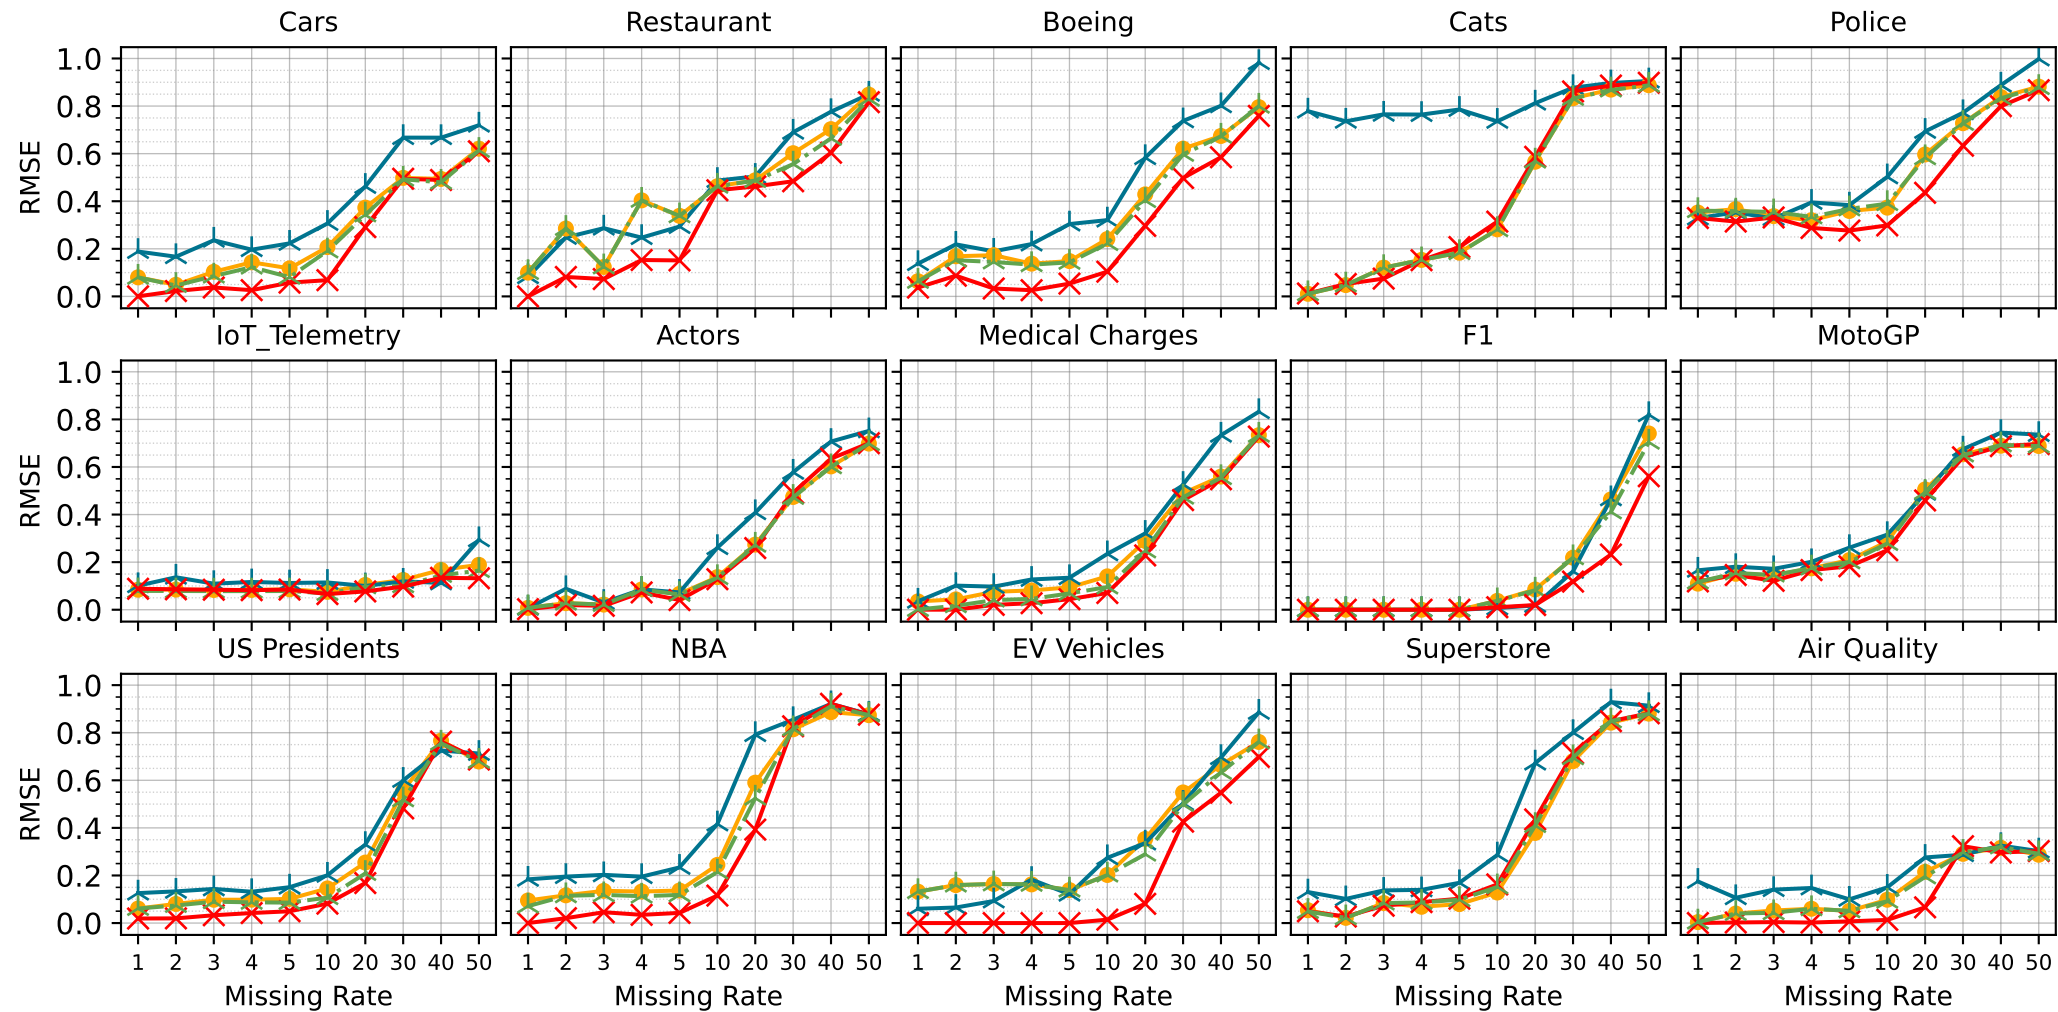 Cars Restaurant Boeing Cats Police
RMSE
1.0
0.8
0.6
0.4
0.2
0.0
IoT_Telemetry Actors Medical Charges F1 MotoGP
RMSE
1.0
0.8
0.6
0.4
0.2
0.0
US Presidents NBA EV Vehicles Superstore Air Quality
RMSE
1.0
0.8
0.6
0.4
0.2
0.0
1 2 3 4 5 10 20 30 40 50 1 2 3 4 5 10 20 30 40 50 1 2 3 4 5 10 20 30 40 50 1 2 3 4 5 10 20 30 40 50 1 2 3 4 5 10 20 30 40 50
Missing Rate Missing Rate Missing Rate Missing Rate Missing Rate